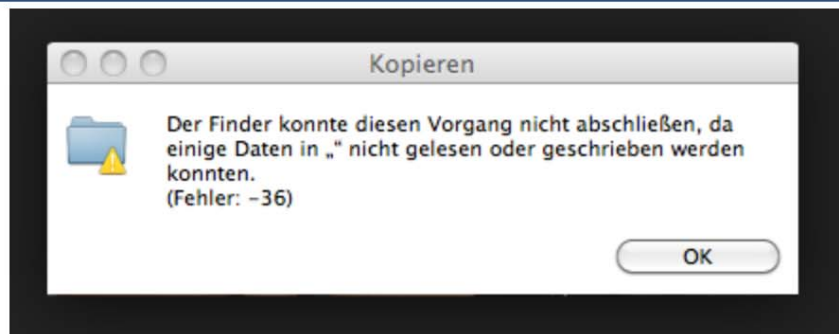 Kopieren
Der Finder konnte diesen Vorgang nicht abschließen, da
einige Daten in „“ nicht gelesen oder geschrieben werden
konnten.
(Fehler: -36)
OK